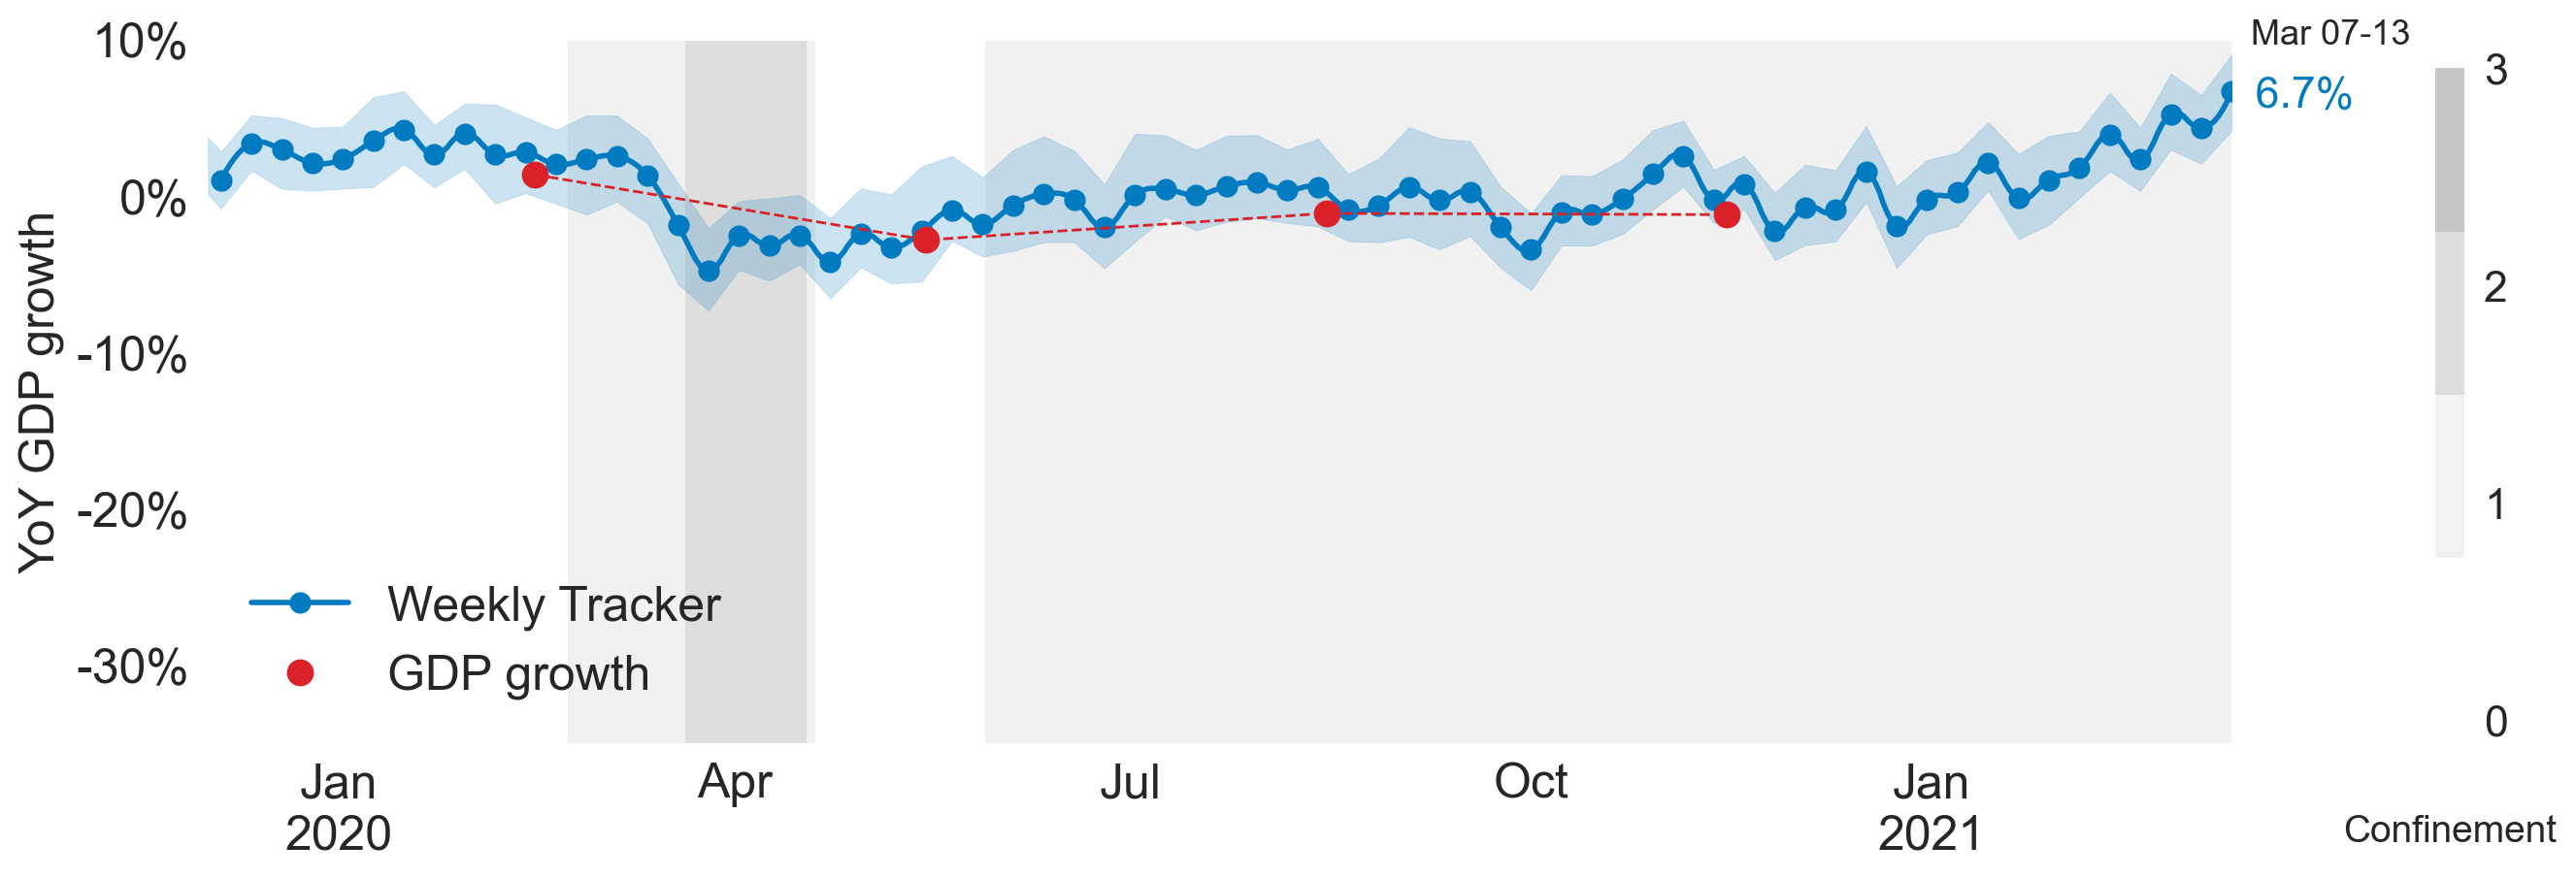 YoY GDP growth
10%
0%
-10%
-20%
-30%
Weekly Tracker
GDP growth
Jan
2020
Apr
Jul
Oct
Jan
2021
Mar 07-13
6.7%
3
2
1
0
Confinement